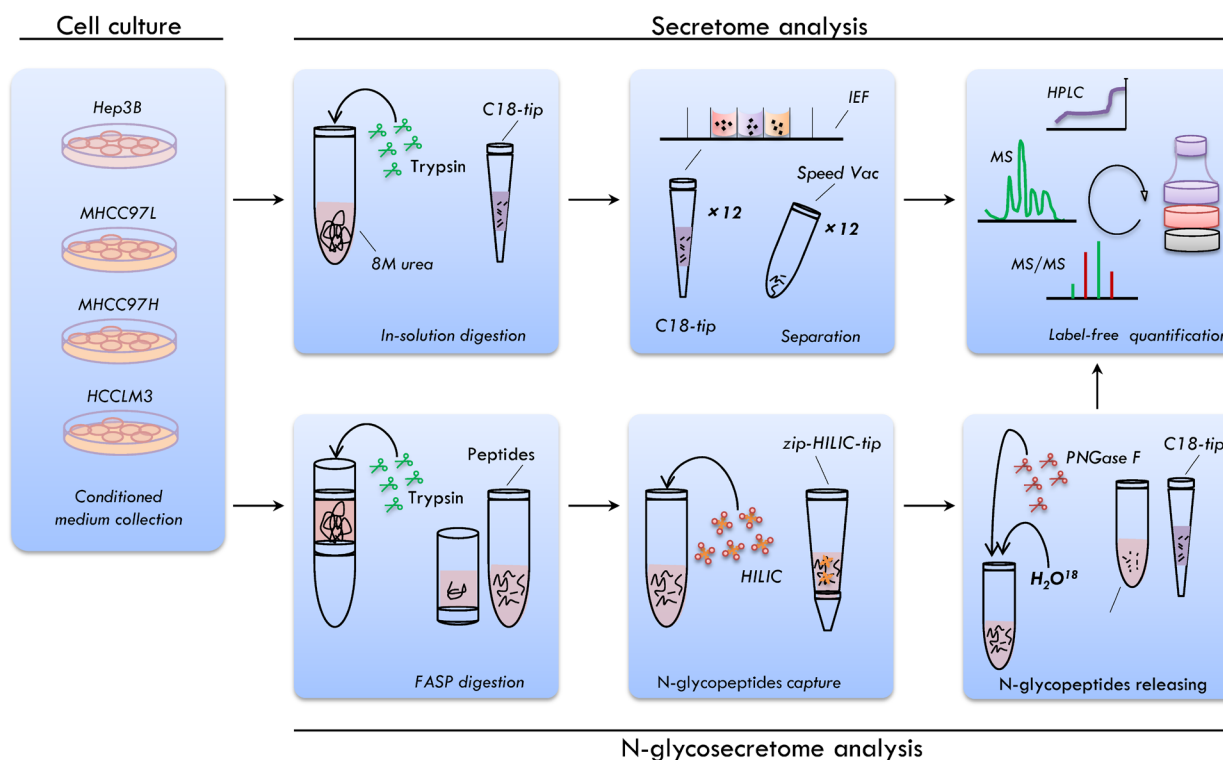 Cell culture
Secretome analysis
Hep3B
MHCC97L
MHCC97H
HCCLM3
Conditioned
medium collection
C18-tip
Trypsin
8M urea
In-solution digestion
IEF
Speed Vac
×12
×12
C18-tip
Separation
HPLC
MS
MS/MS
Label-free quantification
Trypsin
Peptides
FASP digestion
zip-HILIC-tip
HILIC
N-glycopeptides capture
C18-tip
PNGase F
H₂O¹⁸
N-glycopeptides releasing
N-glycosecretome analysis